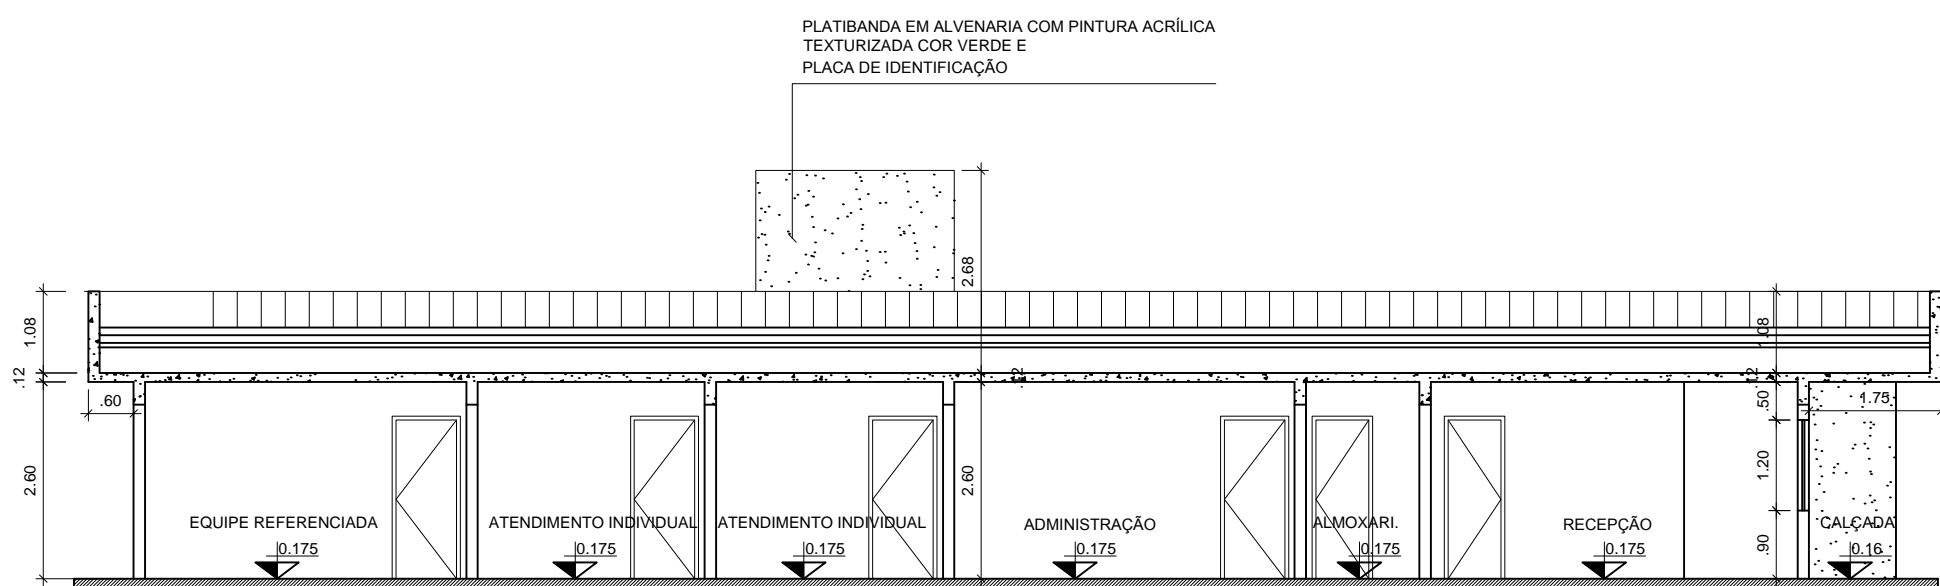 PLATIBANDA EM ALVENARIA COM PINTURA ACRÍLICA
TEXTURIZADA COR VERDE E
PLACA DE IDENTIFICAÇÃO
2.68
1.08
1.08
.12
.12
.12
.60
.50
1.75
2.60
2.60
1.20
.90
EQUIPE REFERENCIADA
ATENDIMENTO INDIVIDUAL
ATENDIMENTO INDIVIDUAL
ADMINISTRAÇÃO
ALMOXARI.
RECEPÇÃO
CALÇADA
0.175
0.175
0.175
0.175
0.175
0.175
0.16